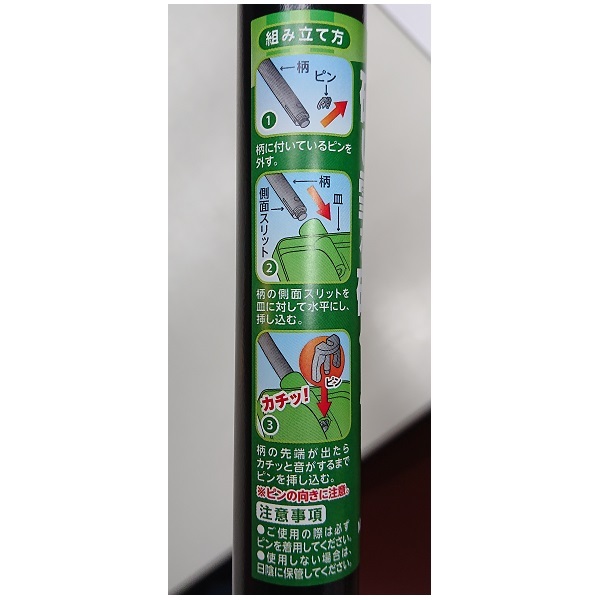 組み立て方
柄
ピン
1
柄に付いているピンを
外す。
側面スリット
柄
皿
2
柄の側面スリットを
皿に対して水平にし、
挿し込む。
カチッ!
ピン
3
柄の先端が出たら
カチッと音がするまで
ピンを挿し込む。
※ピンの向きに注意。
注意事項
●ご使用の際は必ず
ピンを着用してください。
●使用しない場合は、
日陰に保管してください。